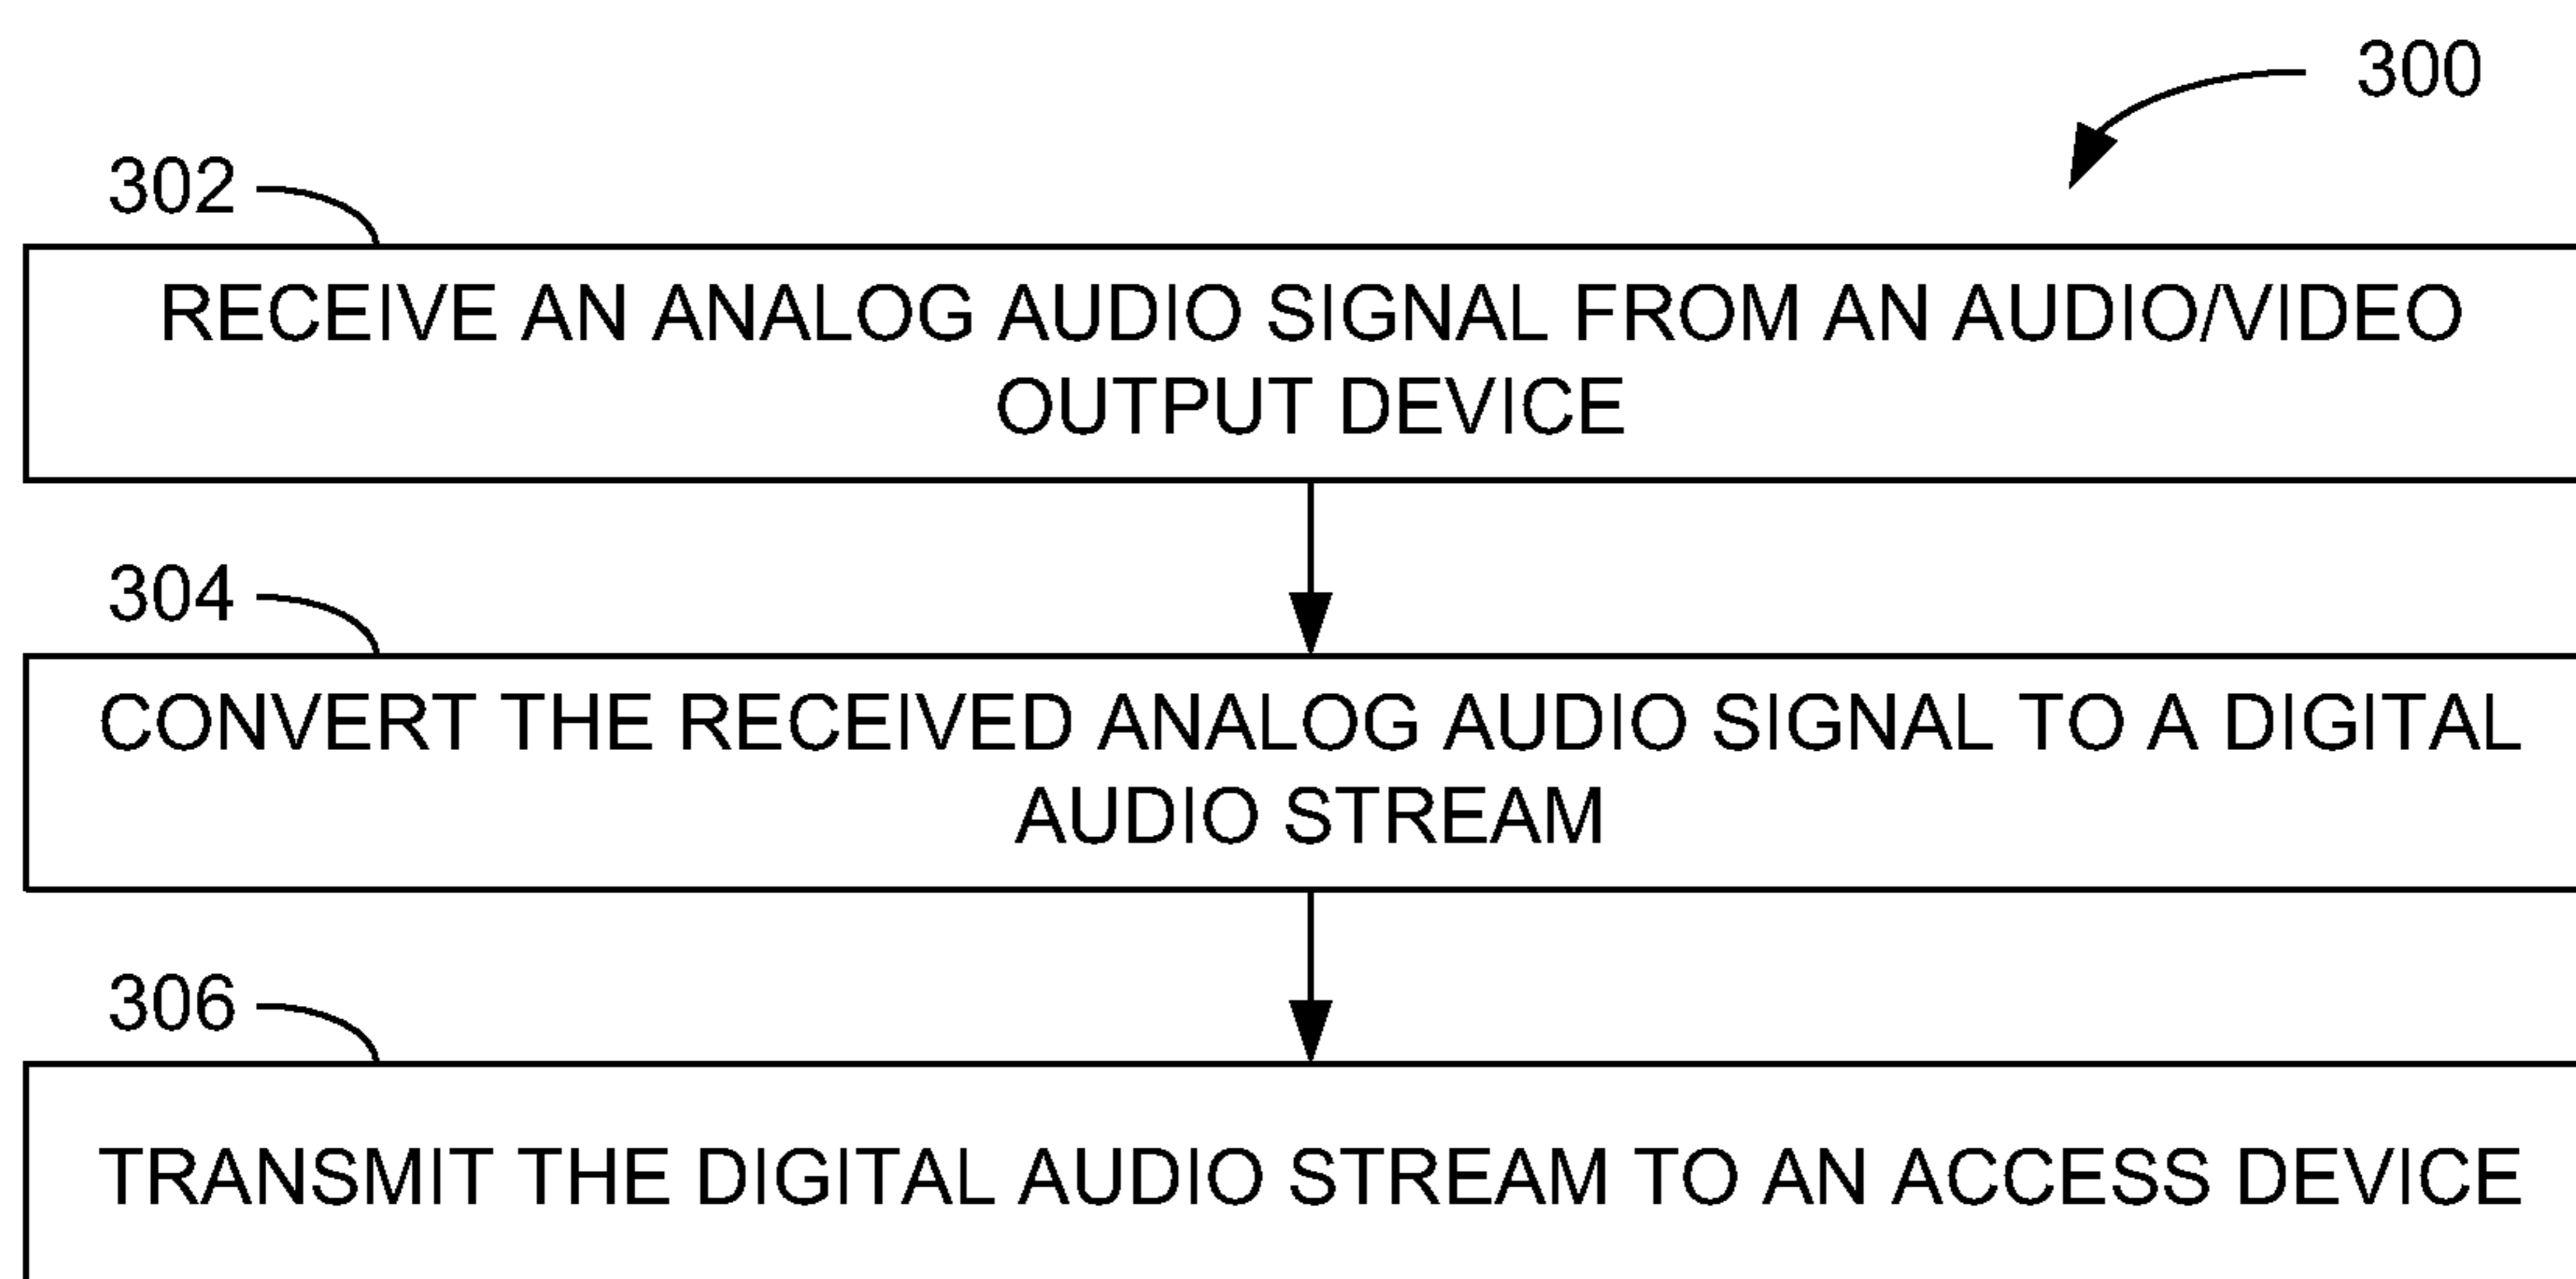 300
302
RECEIVE AN ANALOG AUDIO SIGNAL FROM AN AUDIO/VIDEO
OUTPUT DEVICE
304
CONVERT THE RECEIVED ANALOG AUDIO SIGNAL TO A DIGITAL
AUDIO STREAM
306
TRANSMIT THE DIGITAL AUDIO STREAM TO AN ACCESS DEVICE